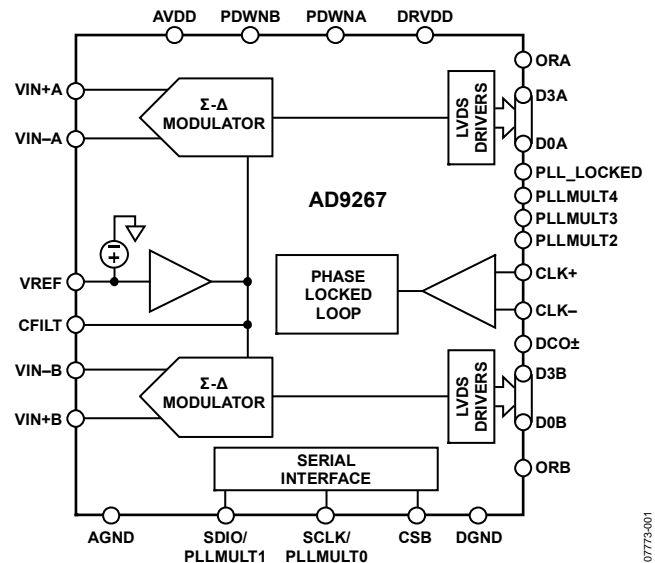 AVDD PDWNB PDWNA DRVDD
ORA
VIN+A
Σ-Δ
MODULATOR
LVDS
DRIVERS
D3A
VIN–A
D0A
PLL_LOCKED
AD9267
PLLMULT4
PLLMULT3
PLLMULT2
VREF
PHASE
LOCKED
LOOP
CLK+
CFILT
CLK–
DCO±
VIN–B
Σ-Δ
MODULATOR
LVDS
DRIVERS
D3B
VIN+B
D0B
SERIAL
INTERFACE
ORB
AGND
SDIO/
PLLMULT1
SCLK/
PLLMULT0
CSB
DGND
07773-001